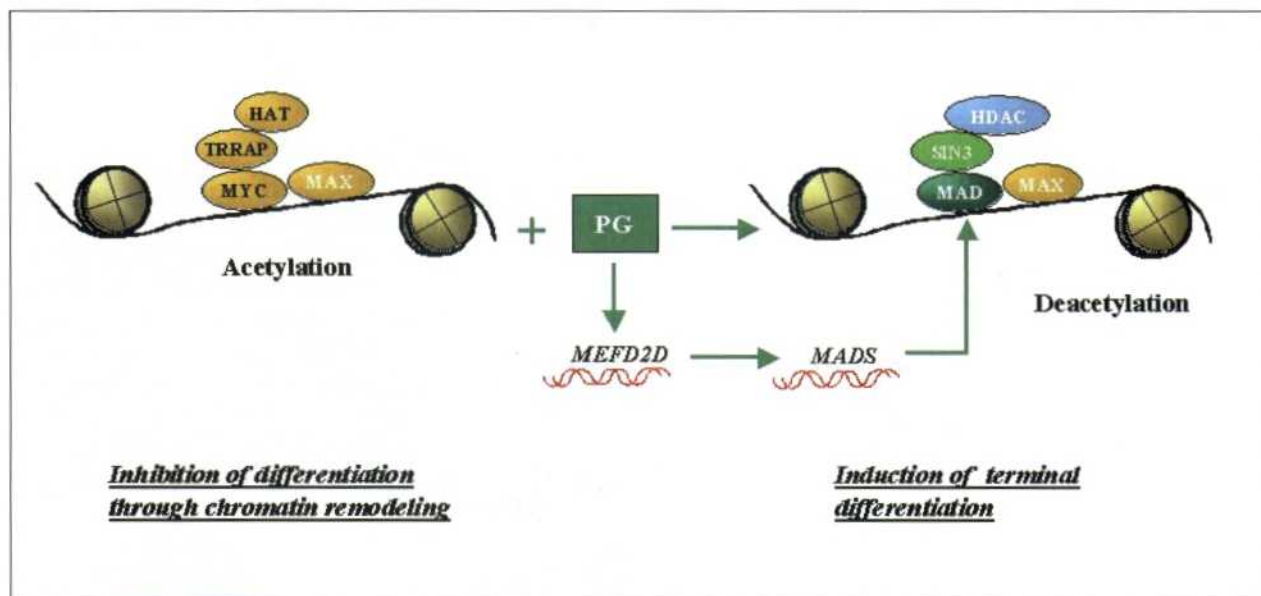 HAT
TRRAP
MYC MAX
Acetylation
+
PG
HDAC
SIN3
MAD MAX
Deacetylation
MEFD2D
MADS
Inhibition of differentiation
through chromatin remodeling
Induction of terminal
differentiation